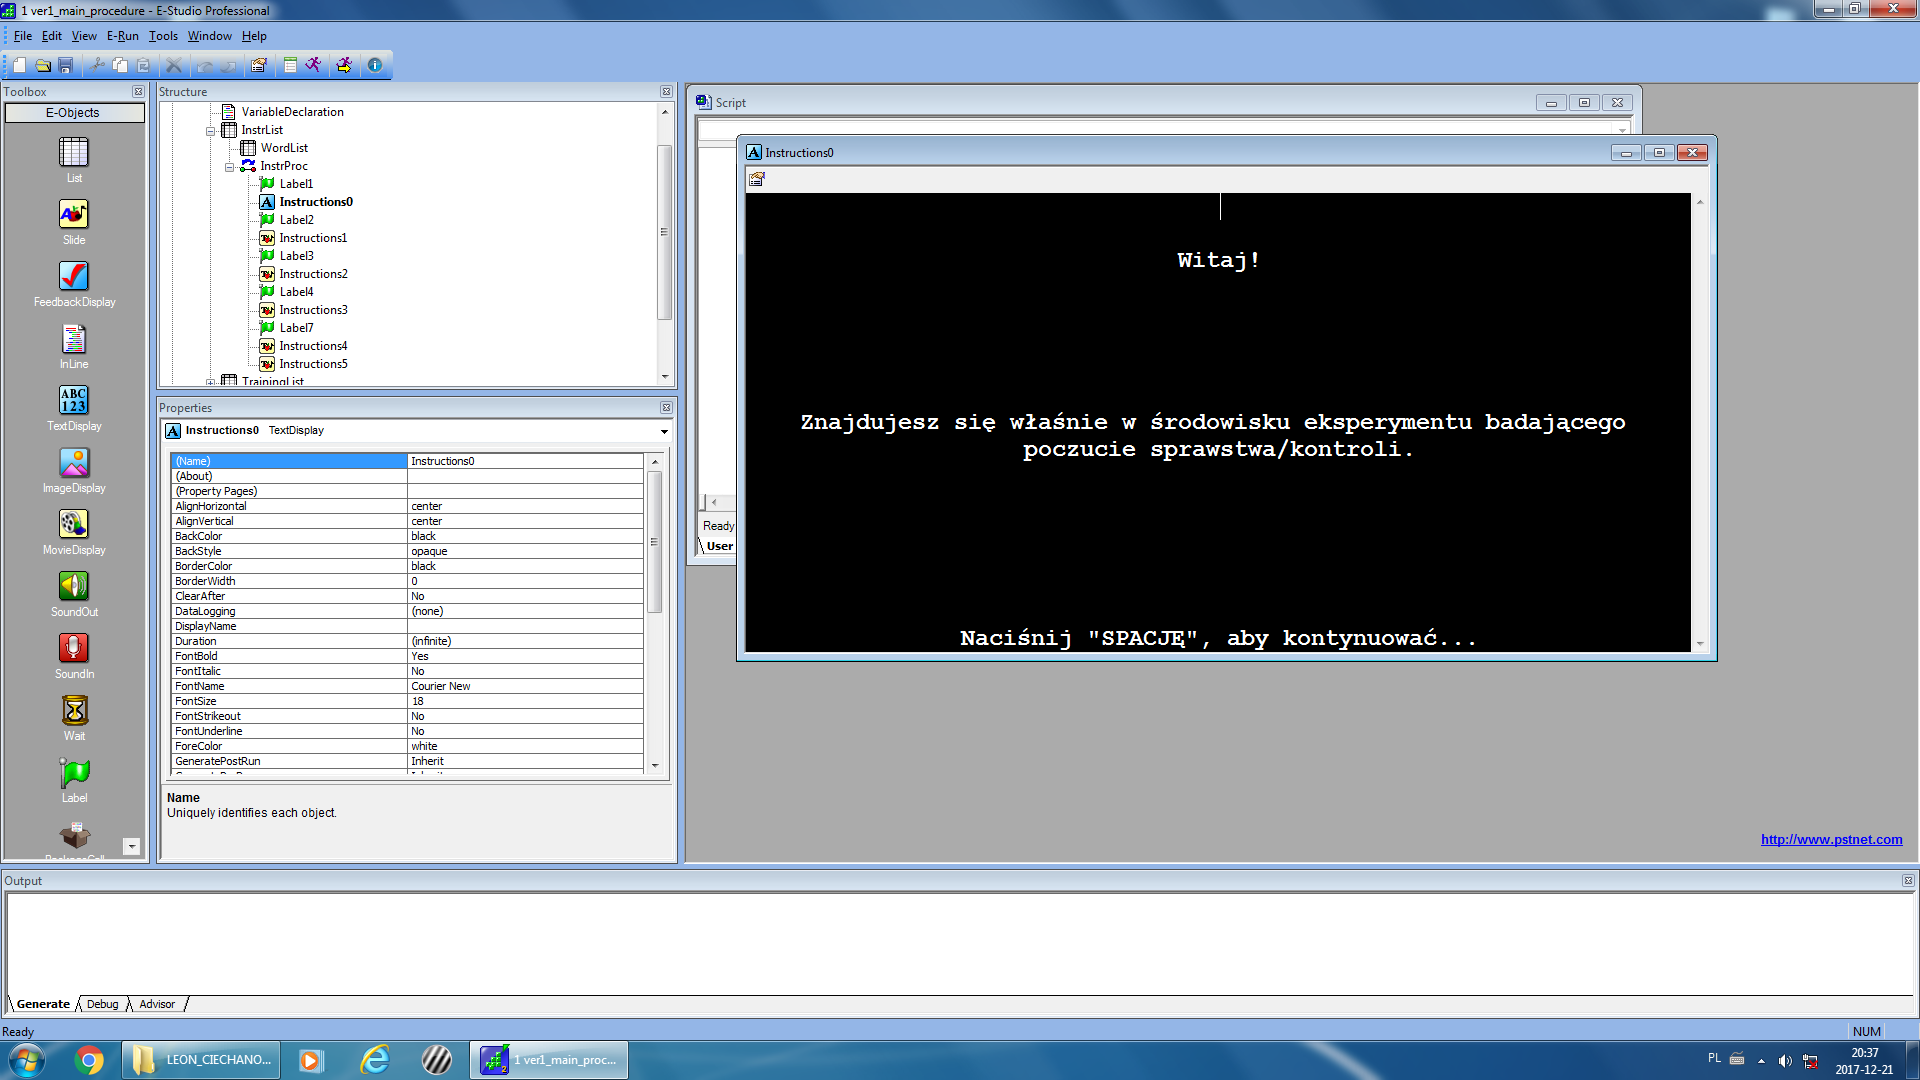 1 ver1_main_procedure - E-Studio Professional
File Edit View E-Run Tools Window Help
Toolbox
E-Objects
List
Slide
FeedbackDisplay
InLine
TextDisplay
ImageDisplay
MovieDisplay
SoundOut
SoundIn
Wait
Label
PackageCall
Structure
VariableDeclaration
InstrList
WordList
InstrProc
Label1
Instructions0
Label2
Instructions1
Label3
Instructions2
Label4
Instructions3
Label7
Instructions4
Instructions5
TrainingList
Properties
Instructions0 TextDisplay
(Name) Instructions0
(About)
(Property Pages)
AlignHorizontal center
AlignVertical center
BackColor black
BackStyle opaque
BorderColor black
BorderWidth 0
ClearAfter No
DataLogging (none)
DisplayName
Duration (infinite)
FontBold Yes
FontItalic No
FontName Courier New
FontSize 18
FontStrikeout No
FontUnderline No
ForeColor white
GeneratePostRun Inherit
Name
Uniquely identifies each object.
Script
Ready
User
Instructions0
Witaj!
Znajdujesz się właśnie w środowisku eksperymentu badającego
poczucie sprawstwa/kontroli.
Naciśnij "SPACJĘ", aby kontynuować...
http://www.pstnet.com
Output
Generate Debug Advisor
Ready
NUM
LEON_CIECHANO...
1 ver1_main_proc...
PL
20:37
2017-12-21